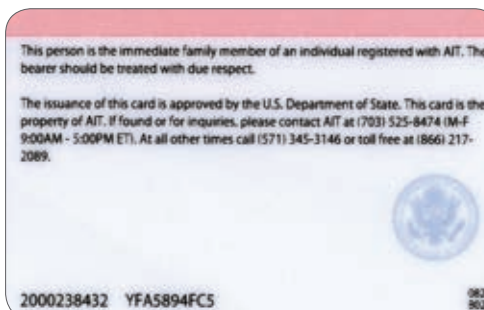 This person is the immediate family member of an individual registered with AIT. The
bearer should be treated with due respect.
The issuance of this card is approved by the U.S. Department of State. This card is the
property of AIT. If found or for inquiries, please contact AIT at (703) 525-8474 (M-F
9:00AM - 5:00PM ET). At all other times call (571) 345-3146 or toll free at (866) 217-
2089.
2000238432 YFA5894FC5